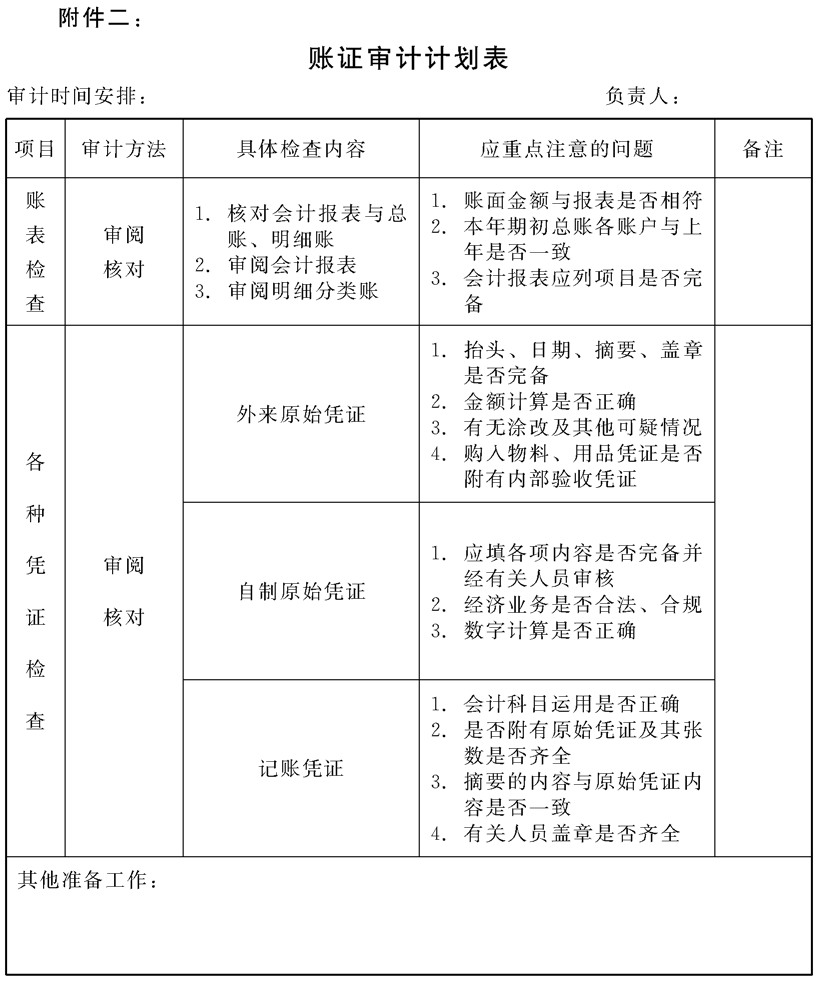 附件二：
账证审计计划表
审计时间安排： 负责人：
项目 审计方法 具体检查内容 应重点注意的问题 备注
账表检查
审阅
核对
1. 核对会计报表与总
账、明细账
2. 审阅会计报表
3. 审阅明细分类账
1. 账面金额与报表是否相符
2. 本年期初总账各账户与上
年是否一致
3. 会计报表应列项目是否完
备
各种凭证检查
审阅
核对
外来原始凭证
1. 抬头、日期、摘要、盖章
是否完备
2. 金额计算是否正确
3. 有无涂改及其他可疑情况
4. 购入物料、用品凭证是否
附有内部验收凭证
自制原始凭证
1. 应填各项内容是否完备并
经有关人员审核
2. 经济业务是否合法、合规
3. 数字计算是否正确
记账凭证
1. 会计科目运用是否正确
2. 是否附有原始凭证及其张
数是否齐全
3. 摘要的内容与原始凭证内
容是否一致
4. 有关人员盖章是否齐全
其他准备工作：